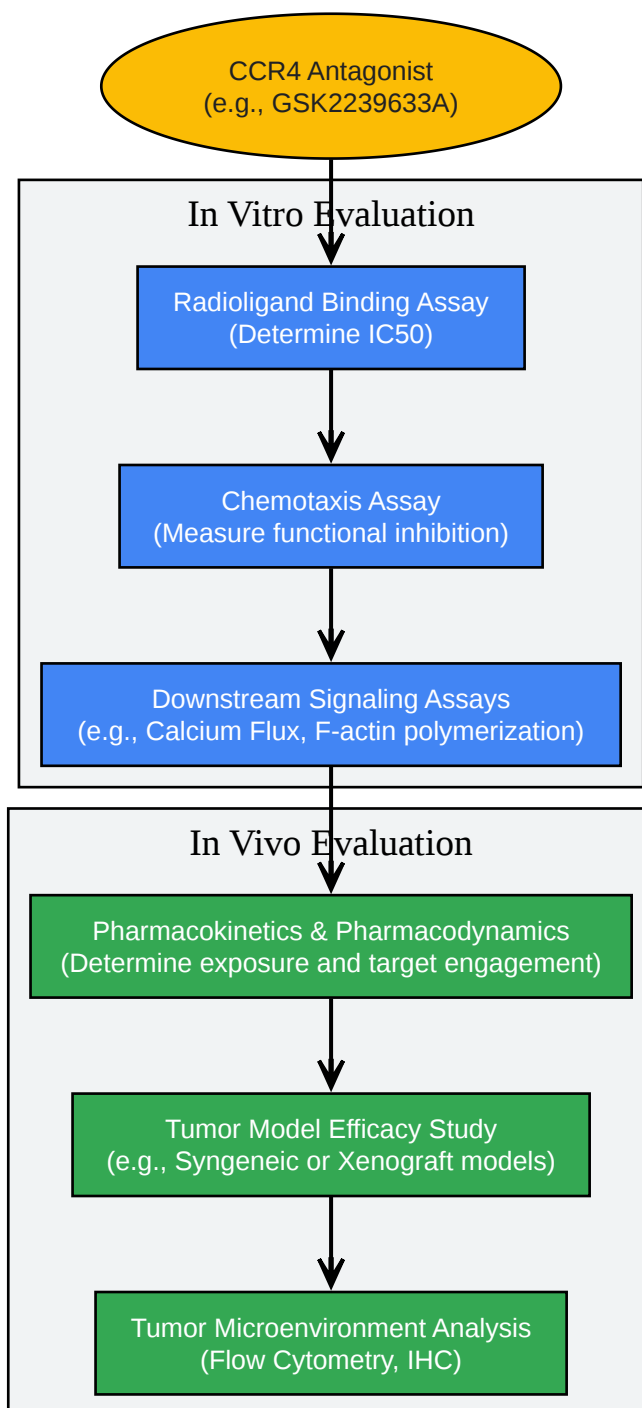 CCR4 Antagonist
(e.g., GSK2239633A)
In Vitro Evaluation
Radioligand Binding Assay
(Determine IC50)
Chemotaxis Assay
(Measure functional inhibition)
Downstream Signaling Assays
(e.g., Calcium Flux, F-actin polymerization)
In Vivo Evaluation
Pharmacokinetics & Pharmacodynamics
(Determine exposure and target engagement)
Tumor Model Efficacy Study
(e.g., Syngeneic or Xenograft models)
Tumor Microenvironment Analysis
(Flow Cytometry, IHC)